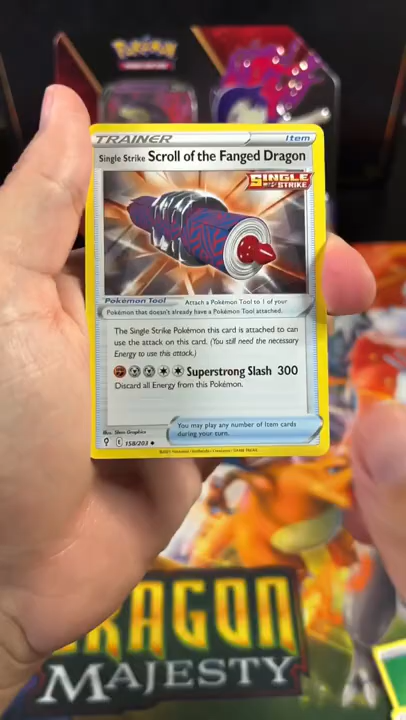 Pokémon
TRAINER
Item
Single Strike Scroll of the Fanged Dragon
SINGLE STRIKE
Pokémon Tool
Attach a Pokémon Tool to 1 of your
Pokémon that doesn't already have a Pokémon Tool attached.
The Single Strike Pokémon this card is attached to can
use the attack on this card. (You still need the necessary
Energy to use this attack.)
Superstrong Slash 300
Discard all Energy from this Pokémon.
You may play any number of Item cards
during your turn.
Illus.
Graphics
158/203
DRAGON
MAJESTY